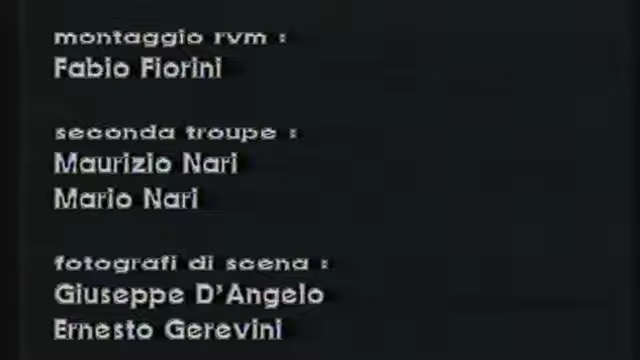 montaggio rvm :
Fabio Fiorini
seconda troupe :
Maurizio Nari
Mario Nari
fotografi di scena :
Giuseppe D'Angelo
Ernesto Gerevini